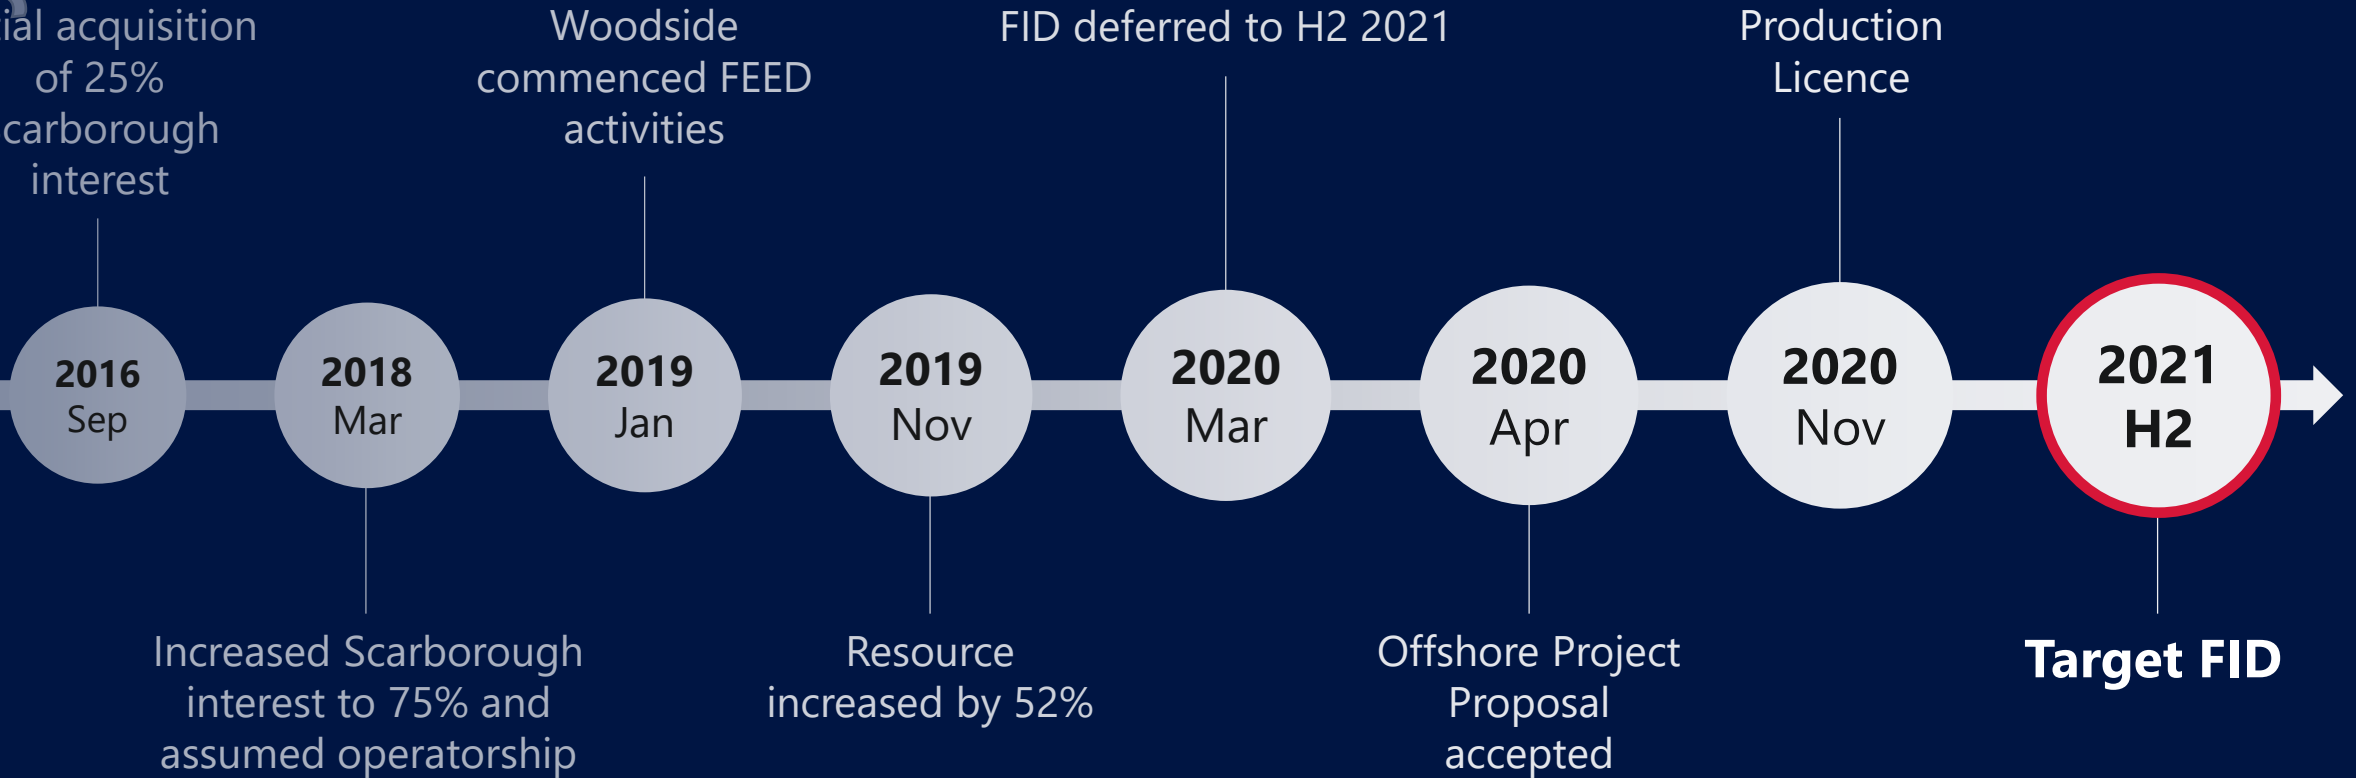 of 25%
interest
Woodside
commenced FEED
activities
FID deferred to H2 2021
Production
Licence
acquisition
2016
Sep
2018
Mar
2019
Jan
2019
Nov
2020
Mar
2020
Apr
2020
Nov
2021
H2
Increased Scarborough
interest to 75% and
assumed operatorship
Resource
increased by 52%
Offshore Project
Proposal
accepted
Target FID